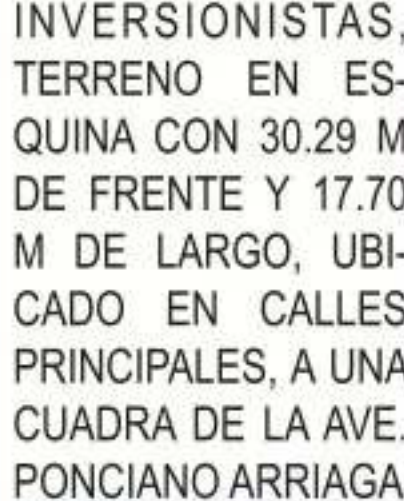 INVERSIONISTAS,
TERRENO EN ES-
QUINA CON 30.29 M
DE FRENTE Y 17.70
M DE LARGO, UBI-
CADO EN CALLES
PRINCIPALES, A UNA
CUADRA DE LA AVE.
PONCIANO ARRIAGA